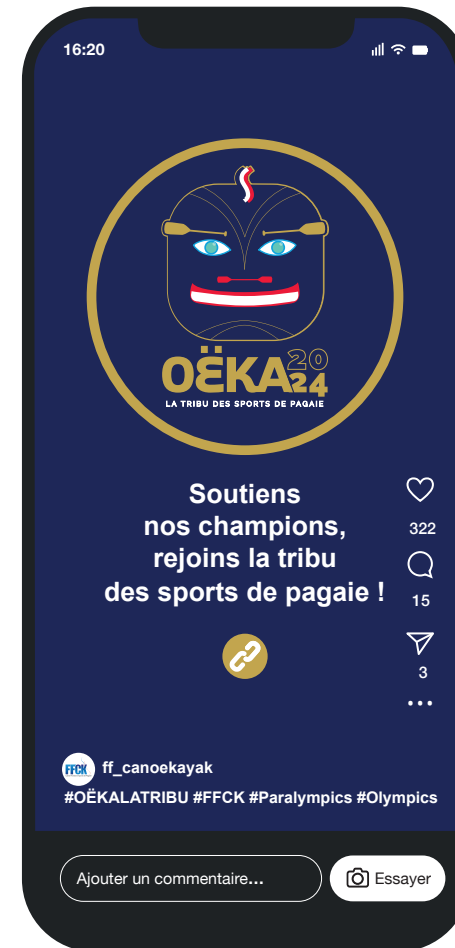 16:20
OËKA 20
24
LA TRIBU DES SPORTS DE PAGAIE
Soutiens
nos champions,
rejoins la tribu
des sports de pagaie !
322
15
3
FFCK ff_canoekayak
#OËKALATRIBU #FFCK #Paralympics #Olympics
Ajouter un commentaire...
Essayer